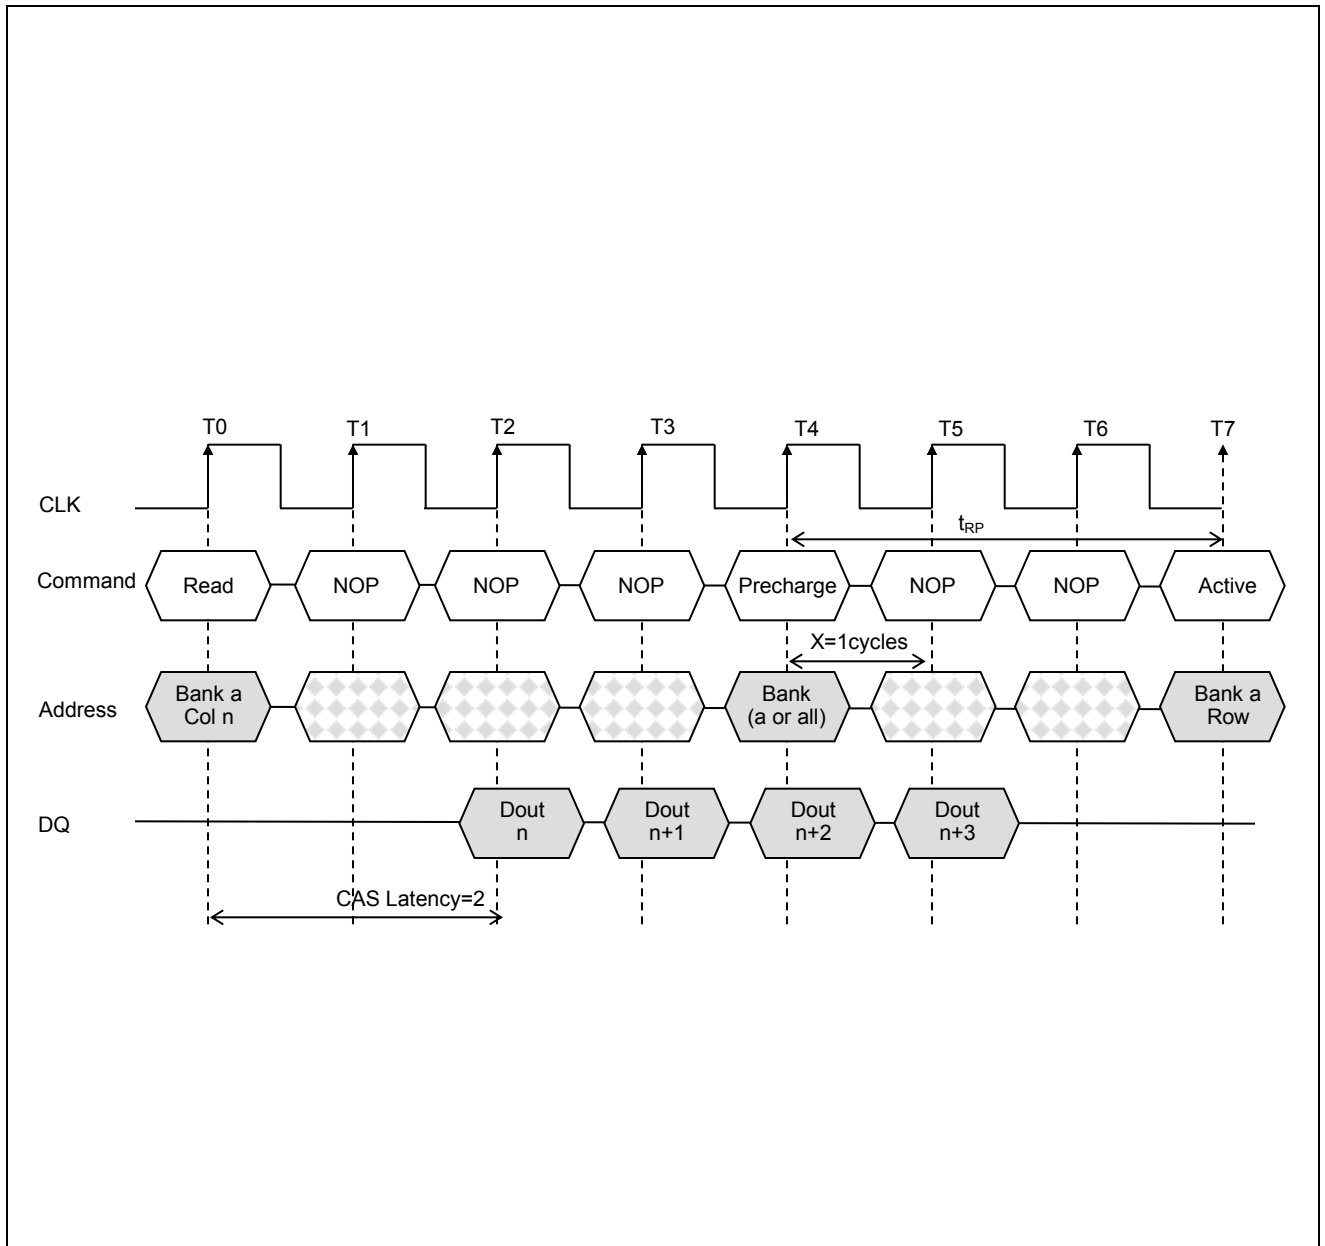 T0 T1 T2 T3 T4 T5 T6 T7
CLK
tRP
Command Read NOP NOP NOP Precharge NOP NOP Active
X=1cycles
Address
Bank a
Col n
Bank
(a or all)
Bank a
Row
DQ
Dout
n
Dout
n+1
Dout
n+2
Dout
n+3
CAS Latency=2